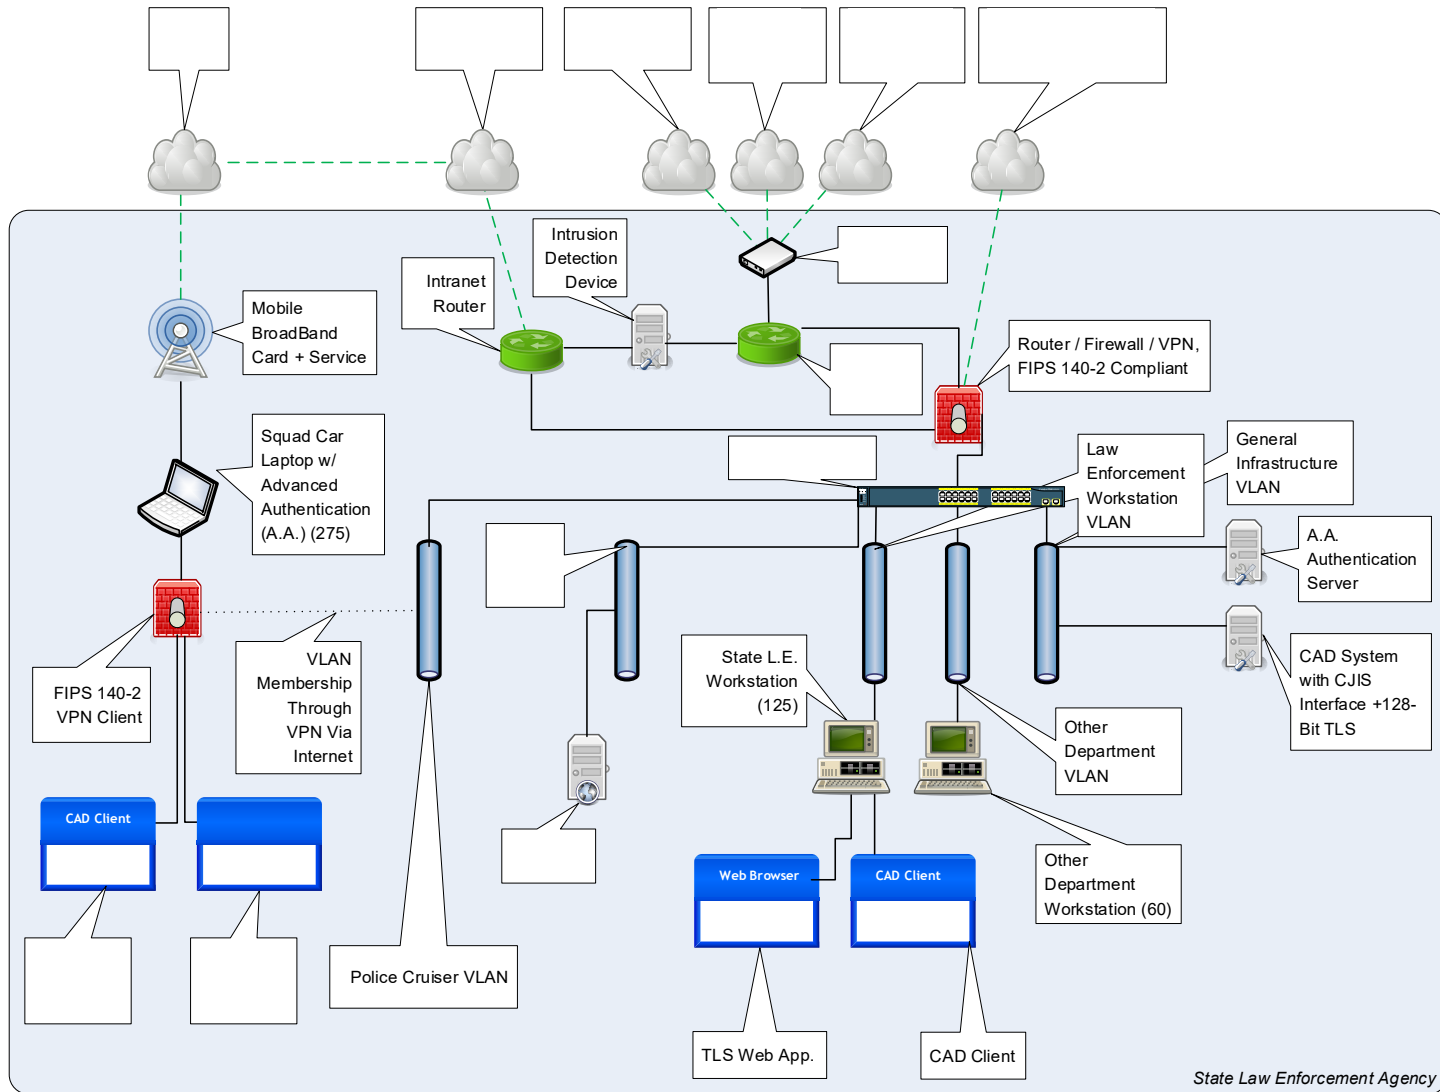 Intrusion
Detection
Device
Intranet
Router
Mobile
BroadBand
Card + Service
Router / Firewall / VPN,
FIPS 140-2 Compliant
Squad Car
Laptop w/
Advanced
Authentication
(A.A.) (275)
Law
Enforcement
Workstation
VLAN
General
Infrastructure
VLAN
A.A.
Authentication
Server
VLAN
Membership
Through
VPN Via
Internet
FIPS 140-2
VPN Client
State L.E.
Workstation
(125)
CAD System
with CJIS
Interface +128-
Bit TLS
Other
Department
VLAN
CAD Client
Web Browser
CAD Client
Other
Department
Workstation (60)
Police Cruiser VLAN
TLS Web App.
CAD Client
State Law Enforcement Agency